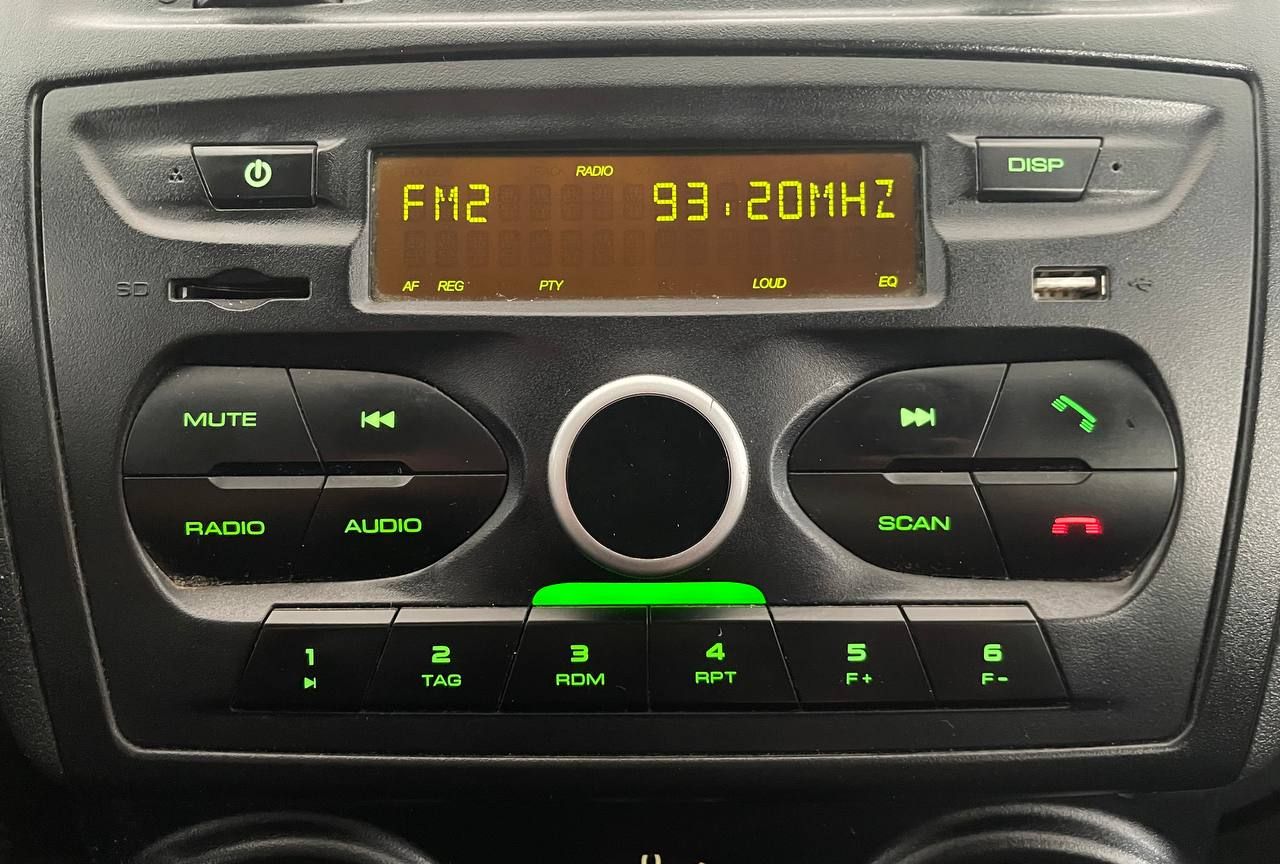 RADIO
FM2 93.20MHZ
AF REG PTY LOUD EQ
DISP
SD
MUTE
RADIO AUDIO
SCAN
1 2 3 4 5 6
TAG RDM RPT F+ F-